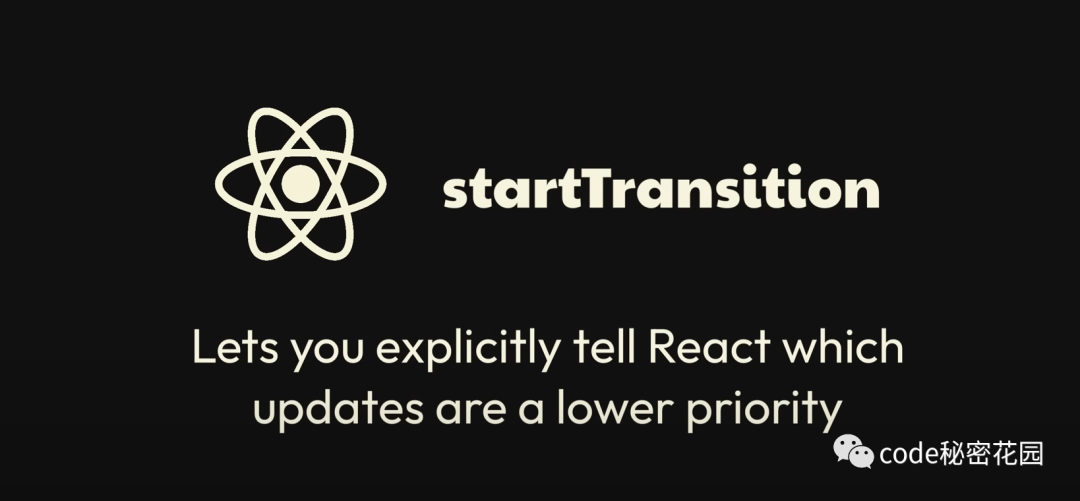 startTransition
Lets you explicitly tell React which
updates are a lower priority
code秘密花园